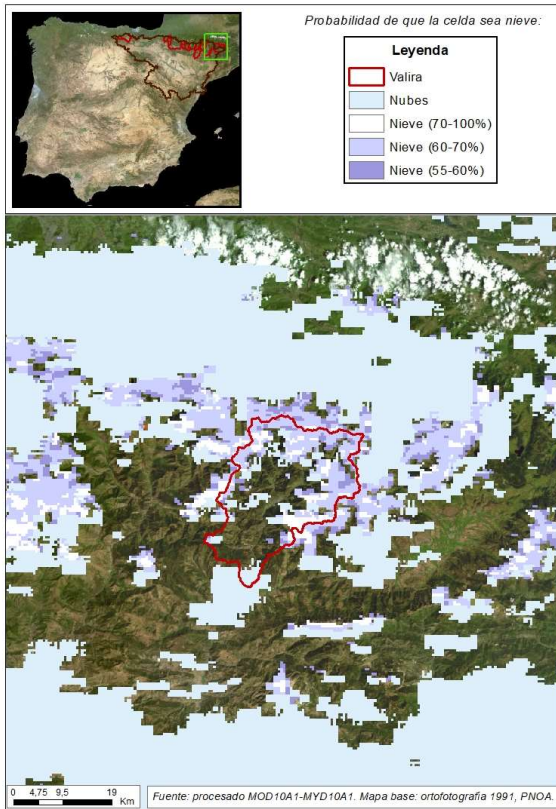 Probabilidad de que la celda sea nieve:
Leyenda
Valira
Nubes
Nieve (70-100%)
Nieve (60-70%)
Nieve (55-60%)
0 4,75 9,5 19
Km
Fuente: procesado MOD10A1-MYD10A1. Mapa base: ortofotografía 1991, PNOA.